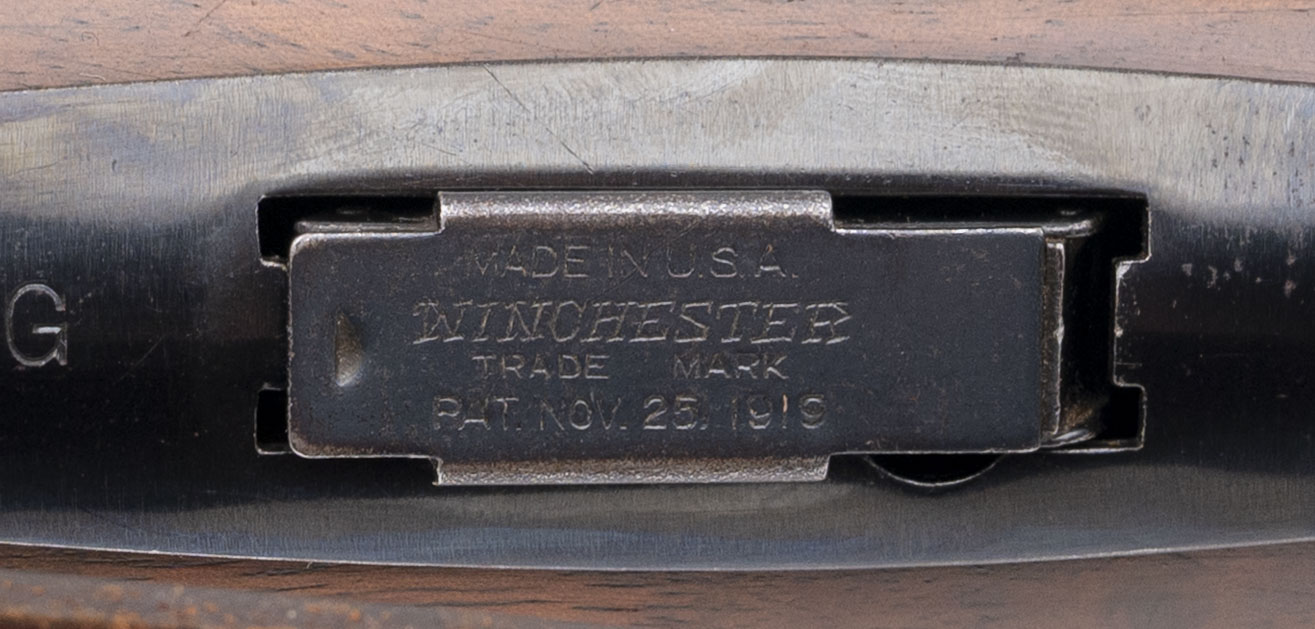 G
MADE IN U.S.A.
WINCHESTER
TRADE MARK
PAT. NOV. 25. 1919